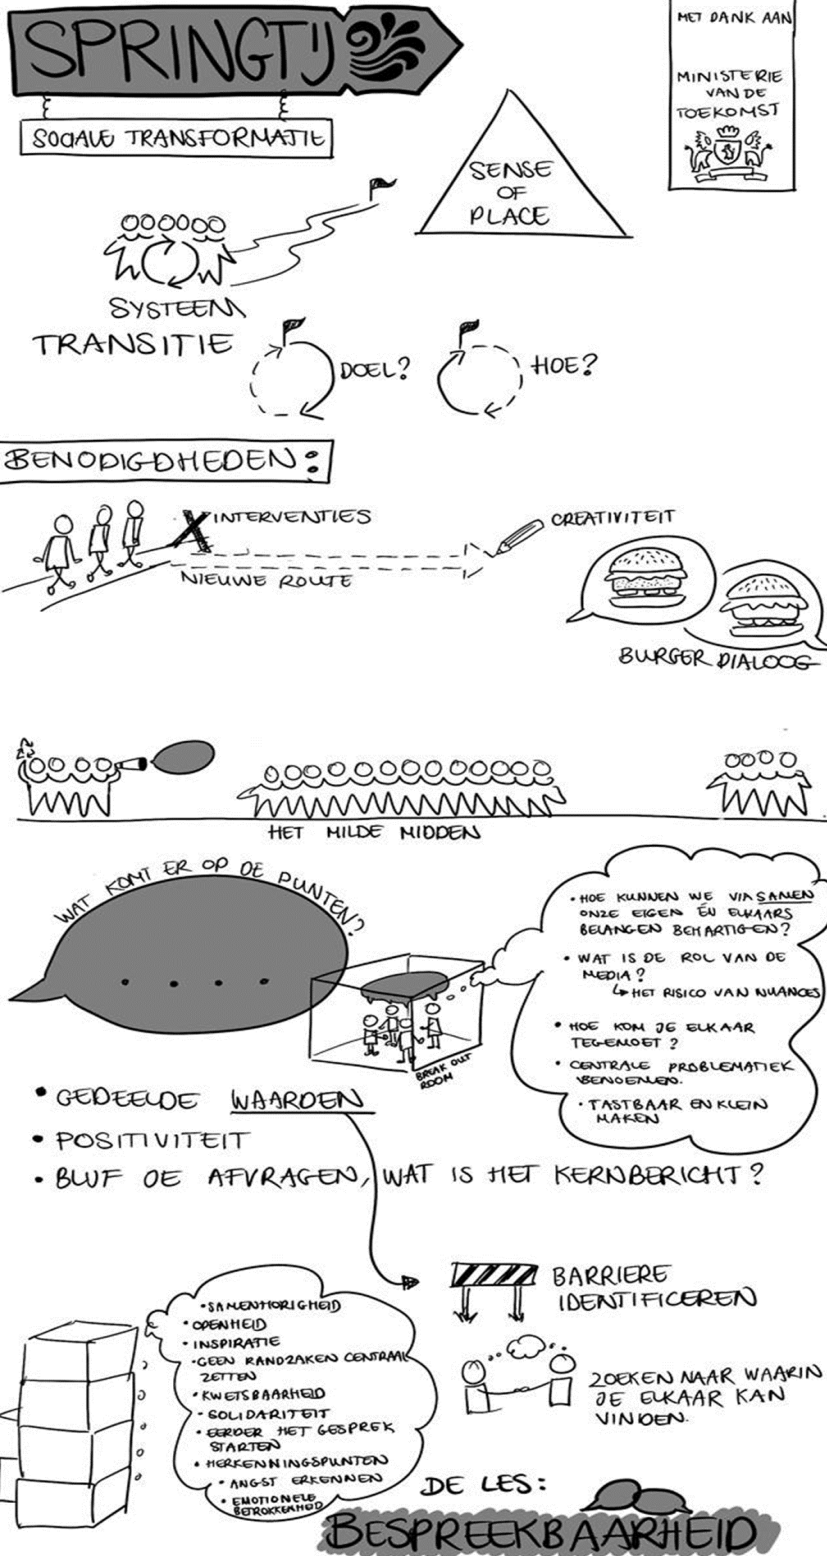 SPRINGTIJ
SOCIALE TRANSFORMATIE
MET DANK AAN
MINISTERIE
VAN DE
TOEKOMST
SENSE
OF
PLACE
SYSTEEM
TRANSITIE
DOEL?
HOE?
BENODIGDHEDEN:
X INTERVENTIES
NIEUWE ROUTE
CREATIVITEIT
BURGER DIALOOG
HET MILDE MIDDEN
WAT KOMT ER OP DE PUNTEN?
. . . .
BREAK OUT
ROOM
• HOE KUNNEN WE VIA SAMEN
ONZE EIGEN ÉN ELKAARS
BELANGEN BEHARTIGEN?
• WAT IS DE ROL VAN DE
MEDIA?
↳ HET RISICO VAN NUANCES
• HOE KOM JE ELKAAR
TEGEMOET?
• CENTRALE PROBLEMATIEK
BENOEMEN.
• TASTBAAR EN KLEIN
MAKEN
• GEDEELDE WAARDEN
• POSITIVITEIT
• BLIJF JE AFVRAGEN, WAT IS HET KERNBERICHT?
BARRIERE
IDENTIFICEREN
ZOEKEN NAAR WAARIN
JE ELKAAR KAN
VINDEN.
• SAMENHORIGHEID
• OPENHEID
• INSPIRATIE
• GEEN RANDZAKEN CENTRAAL
ZETTEN
• KWETSBAARHEID
• SOLIDARITEIT
• EERDER HET GESPREK
STARTEN
• HERKENNINGSPUNTEN
• ANGST ERKENNEN
• EMOTIONELE
BETROKKENHEID
DE LES:
BESPREEKBAARHEID